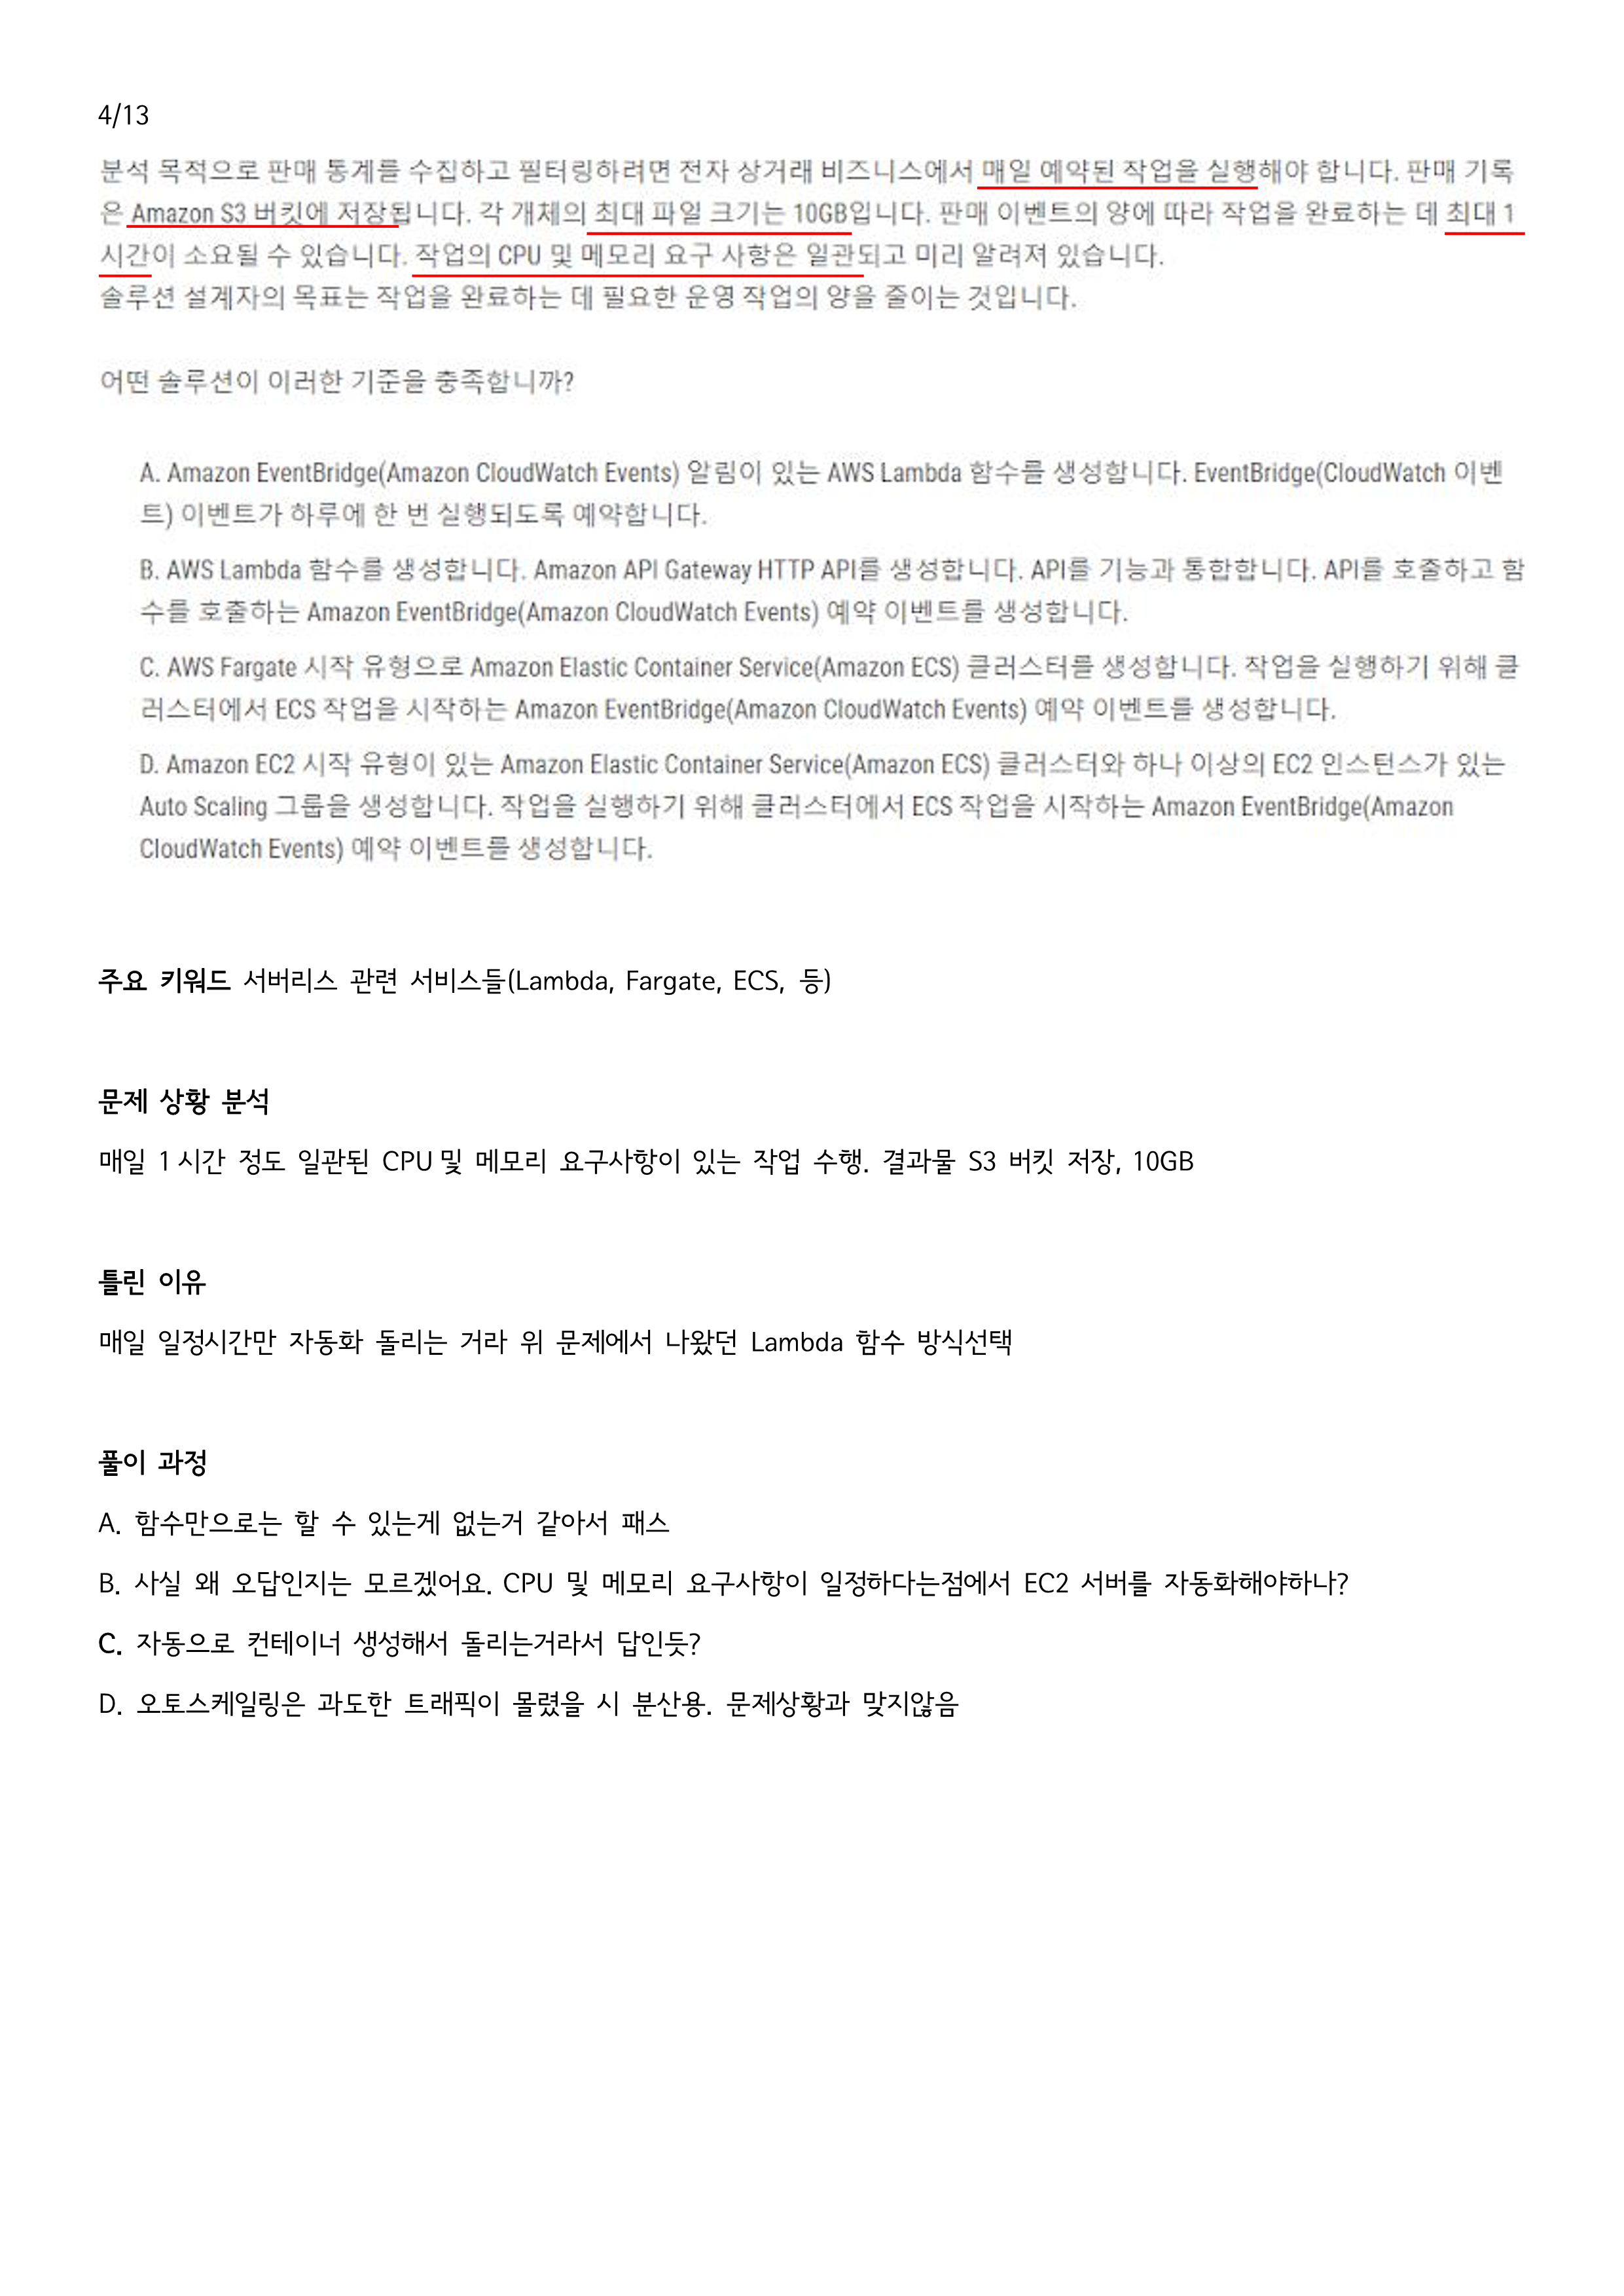 4/13
분석 목적으로 판매 통계를 수집하고 필터링하려면 전자 상거래 비즈니스에서 매일 예약된 작업을 실행해야 합니다. 판매 기록
은 Amazon S3 버킷에 저장됩니다. 각 개체의 최대 파일 크기는 10GB입니다. 판매 이벤트의 양에 따라 작업을 완료하는 데 최대 1
시간이 소요될 수 있습니다. 작업의 CPU 및 메모리 요구 사항은 일관되고 미리 알려져 있습니다.
솔루션 설계자의 목표는 작업을 완료하는 데 필요한 운영 작업의 양을 줄이는 것입니다.
어떤 솔루션이 이러한 기준을 충족합니까?
A. Amazon EventBridge(Amazon CloudWatch Events) 알림이 있는 AWS Lambda 함수를 생성합니다. EventBridge(CloudWatch 이벤
트) 이벤트가 하루에 한 번 실행되도록 예약합니다.
B. AWS Lambda 함수를 생성합니다. Amazon API Gateway HTTP API를 생성합니다. API를 기능과 통합합니다. API를 호출하고 함
수를 호출하는 Amazon EventBridge(Amazon CloudWatch Events) 예약 이벤트를 생성합니다.
C. AWS Fargate 시작 유형으로 Amazon Elastic Container Service(Amazon ECS) 클러스터를 생성합니다. 작업을 실행하기 위해 클
러스터에서 ECS 작업을 시작하는 Amazon EventBridge(Amazon CloudWatch Events) 예약 이벤트를 생성합니다.
D. Amazon EC2 시작 유형이 있는 Amazon Elastic Container Service(Amazon ECS) 클러스터와 하나 이상의 EC2 인스턴스가 있는
Auto Scaling 그룹을 생성합니다. 작업을 실행하기 위해 클러스터에서 ECS 작업을 시작하는 Amazon EventBridge(Amazon
CloudWatch Events) 예약 이벤트를 생성합니다.
주요 키워드 서버리스 관련 서비스들(Lambda, Fargate, ECS, 등)
문제 상황 분석
매일 1시간 정도 일관된 CPU및 메모리 요구사항이 있는 작업 수행. 결과물 S3 버킷 저장, 10GB
틀린 이유
매일 일정시간만 자동화 돌리는 거라 위 문제에서 나왔던 Lambda 함수 방식선택
풀이 과정
A. 함수만으로는 할 수 있는게 없는거 같아서 패스
B. 사실 왜 오답인지는 모르겠어요. CPU 및 메모리 요구사항이 일정하다는점에서 EC2 서버를 자동화해야하나?
C. 자동으로 컨테이너 생성해서 돌리는거라서 답인듯?
D. 오토스케일링은 과도한 트래픽이 몰렸을 시 분산용. 문제상황과 맞지않음